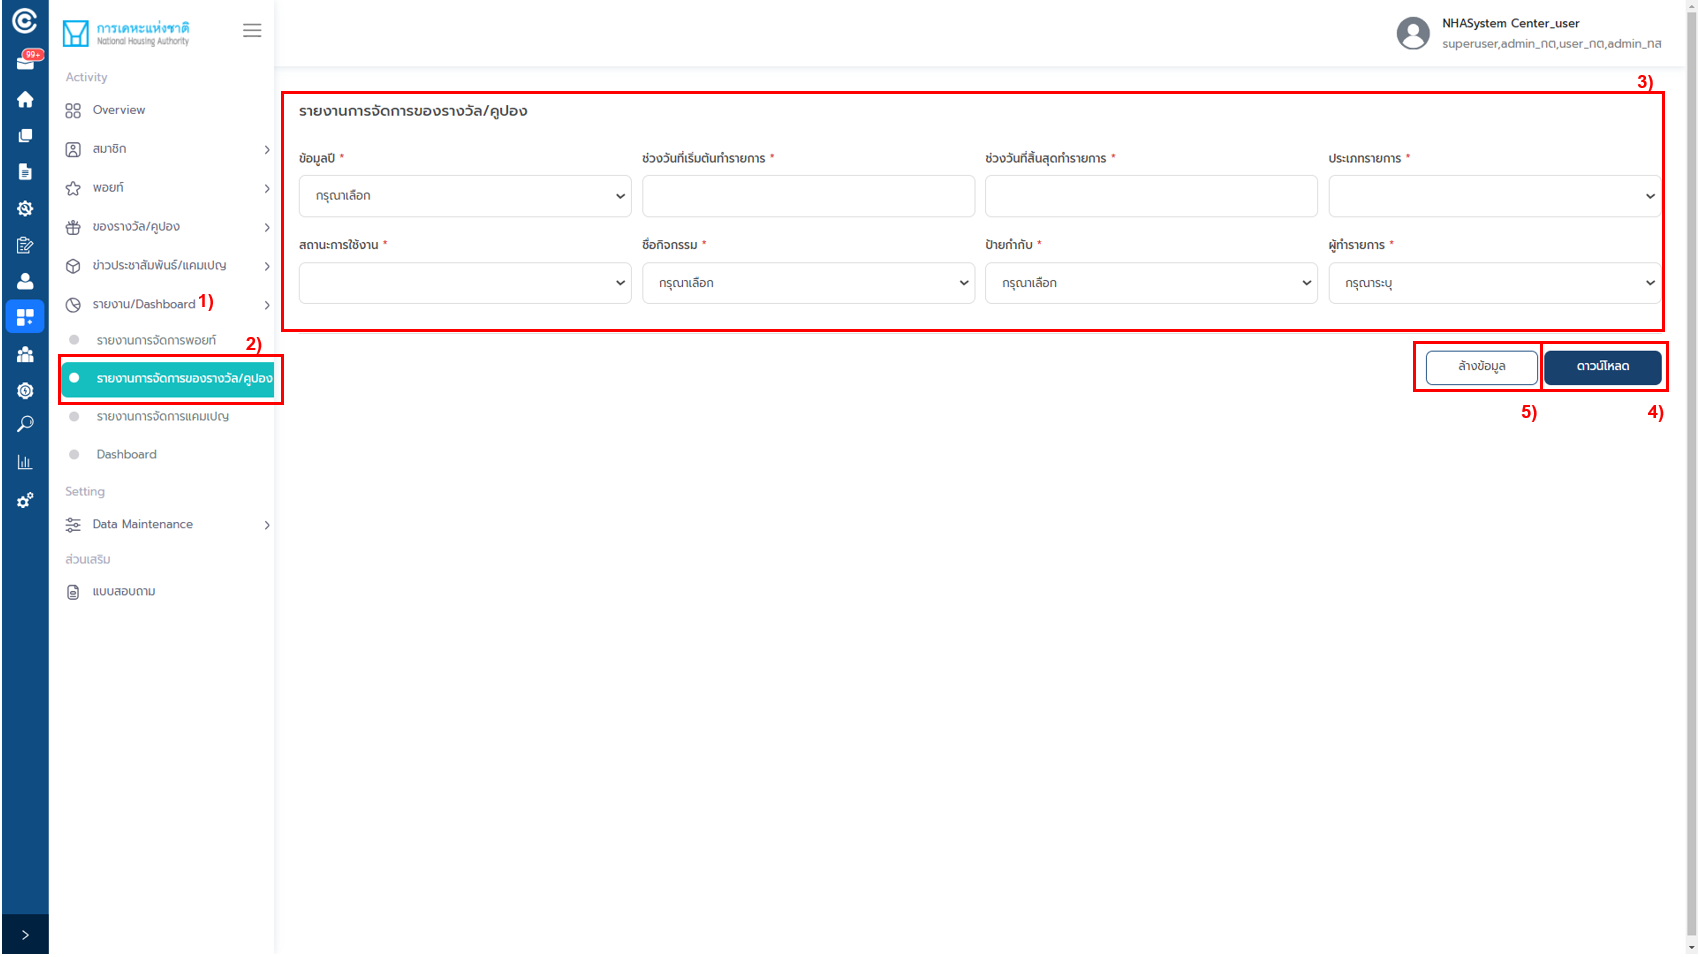 99+
การเคหะแห่งชาติ
National Housing Authority
NHASystem Center_user
superuser,admin_กต,user_กต,admin_กส
Activity
Overview
สมาชิก
พอยท์
ของรางวัล/คูปอง
ข่าวประชาสัมพันธ์/แคมเปญ
รายงาน/Dashboard 1)
รายงานการจัดการพอยท์
2)
รายงานการจัดการของรางวัล/คูปอง
รายงานการจัดการแคมเปญ
Dashboard
Setting
Data Maintenance
ส่วนเสริม
แบบสอบถาม
3)
รายงานการจัดการของรางวัล/คูปอง
ข้อมูลปี * ช่วงวันที่เริ่มต้นทำรายการ * ช่วงวันที่สิ้นสุดทำรายการ * ประเภทรายการ *
กรุณาเลือก
สถานะการใช้งาน * ชื่อกิจกรรม * ป้ายกำกับ * ผู้ทำรายการ *
กรุณาเลือก กรุณาเลือก กรุณาระบุ
ล้างข้อมูล ดาวน์โหลด
5) 4)